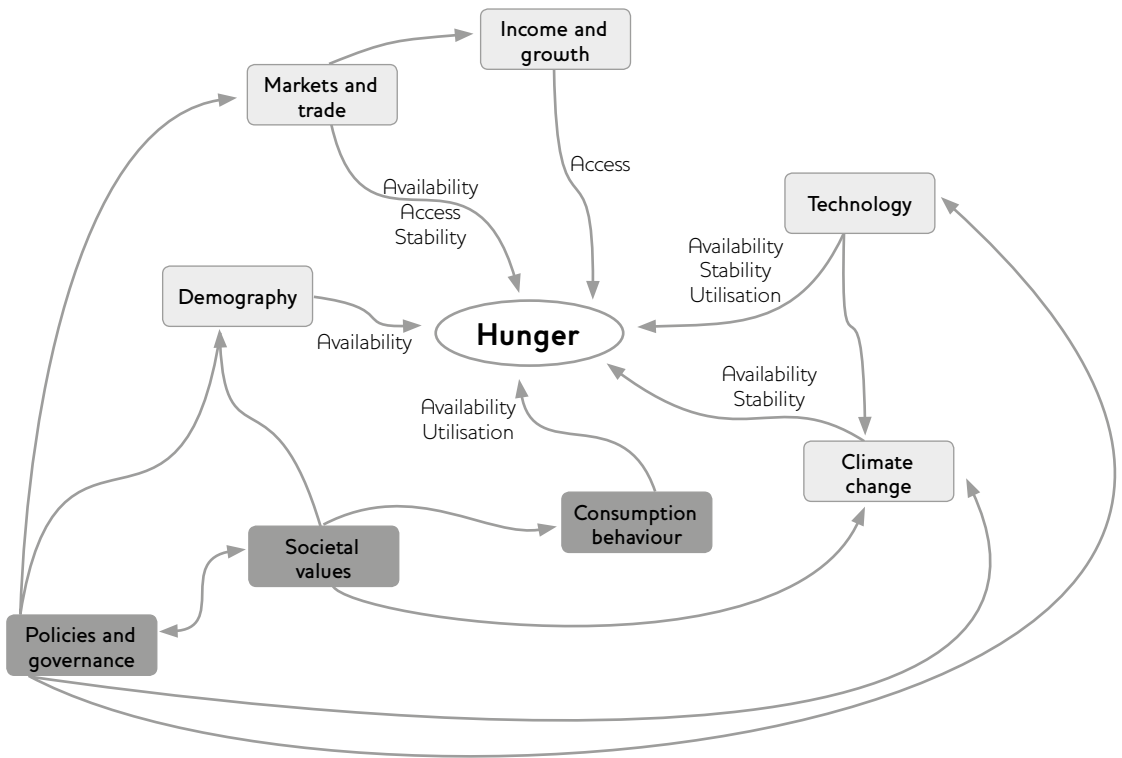 Income and
growth
Markets and
trade
Access
Availability
Access
Stability
Technology
Availability
Stability
Utilisation
Demography
Availability
Hunger
Availability
Stability
Availability
Utilisation
Climate
change
Consumption
behaviour
Societal
values
Policies and
governance